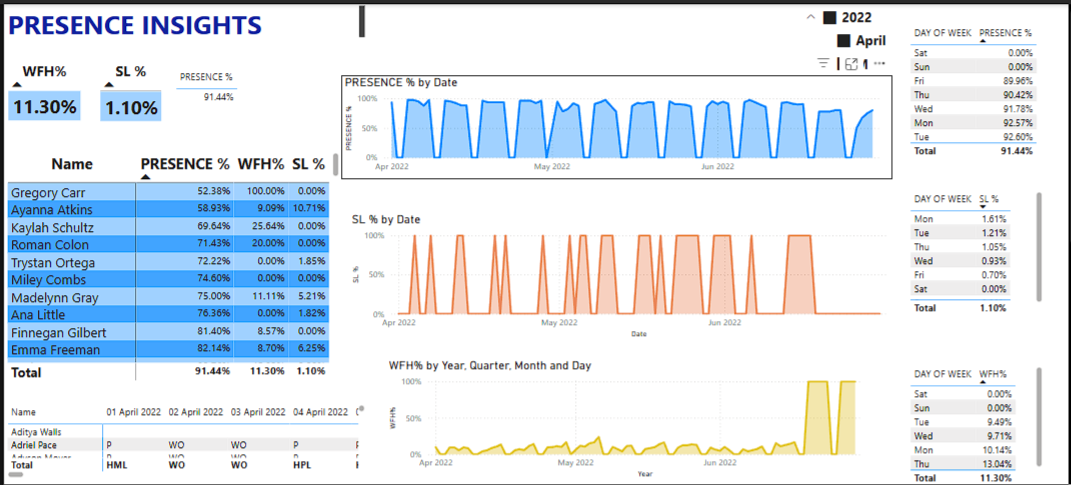 PRESENCE INSIGHTS
WFH%
11.30%
SL %
1.10%
PRESENCE %
91.44%
2022
April
Name PRESENCE % WFH% SL %
Gregory Carr 52.38% 100.00% 0.00%
Ayanna Atkins 58.93% 9.09% 10.71%
Kaylah Schultz 69.64% 25.64% 0.00%
Roman Colon 71.43% 20.00% 0.00%
Trystan Ortega 72.22% 0.00% 1.85%
Miley Combs 74.60% 0.00% 0.00%
Madelynn Gray 75.00% 11.11% 5.21%
Ana Little 76.36% 0.00% 1.82%
Finnegan Gilbert 81.40% 8.57% 0.00%
Emma Freeman 82.14% 8.70% 6.25%
Total 91.44% 11.30% 1.10%
Name 01 April 2022 02 April 2022 03 April 2022 04 April 2022
Aditya Walls
Adriel Pace P WO WO P
Total HML WO WO HPL
PRESENCE % by Date
PRESENCE %
100%
50%
0%
Apr 2022 May 2022 Jun 2022
SL % by Date
SL %
100%
50%
0%
Apr 2022 May 2022 Jun 2022
Date
WFH% by Year, Quarter, Month and Day
WFH%
100%
50%
0%
Apr 2022 May 2022 Jun 2022
Year
DAY OF WEEK PRESENCE %
Sat 0.00%
Sun 0.00%
Fri 89.96%
Thu 90.42%
Wed 91.78%
Mon 92.57%
Tue 92.60%
Total 91.44%
DAY OF WEEK SL %
Mon 1.61%
Tue 1.21%
Thu 1.05%
Wed 0.93%
Fri 0.70%
Sat 0.00%
Total 1.10%
DAY OF WEEK WFH%
Sat 0.00%
Sun 0.00%
Tue 9.49%
Wed 9.71%
Mon 10.14%
Thu 13.04%
Total 11.30%